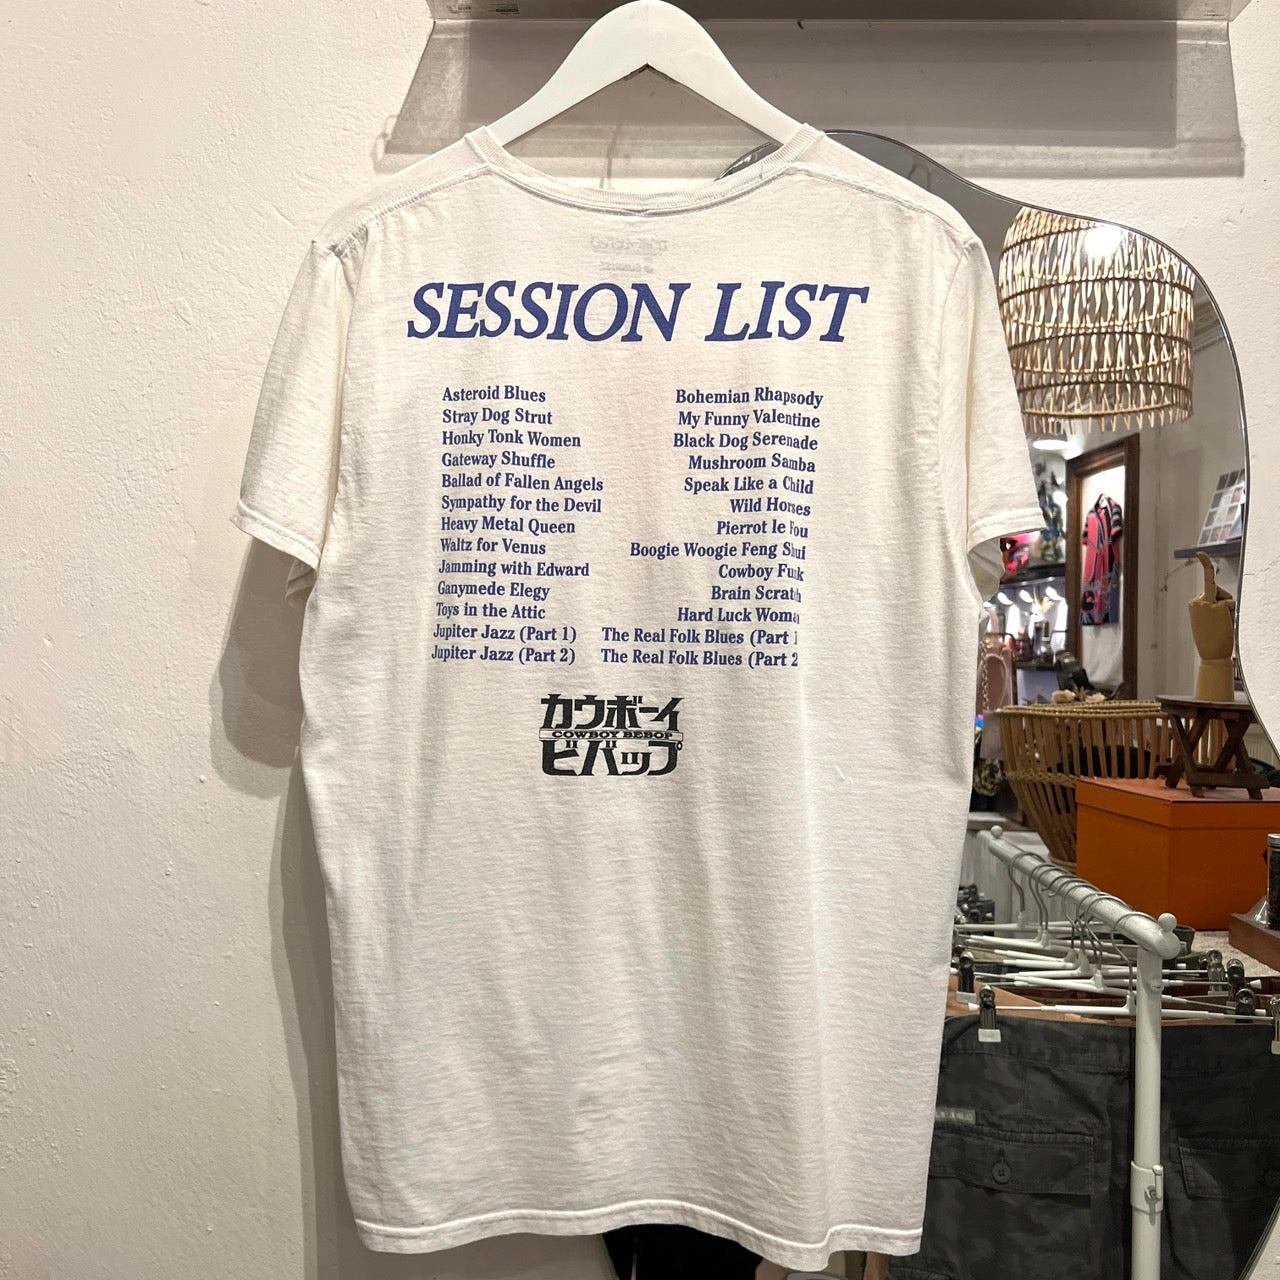 SESSION LIST
Asteroid Blues
Stray Dog Strut
Honky Tonk Women
Gateway Shuffle
Ballad of Fallen Angels
Sympathy for the Devil
Heavy Metal Queen
Waltz for Venus
Jamming with Edward
Ganymede Elegy
Toys in the Attic
Jupiter Jazz (Part 1)
Jupiter Jazz (Part 2)
Bohemian Rhapsody
My Funny Valentine
Black Dog Serenade
Mushroom Samba
Speak Like a Child
Wild Horses
Pierrot le Fou
Boogie Woogie Feng Shui
Cowboy Funk
Brain Scratch
Hard Luck Woman
The Real Folk Blues (Part 1
The Real Folk Blues (Part 2
カウボーイ
COWBOY BEBOP
ビバップ